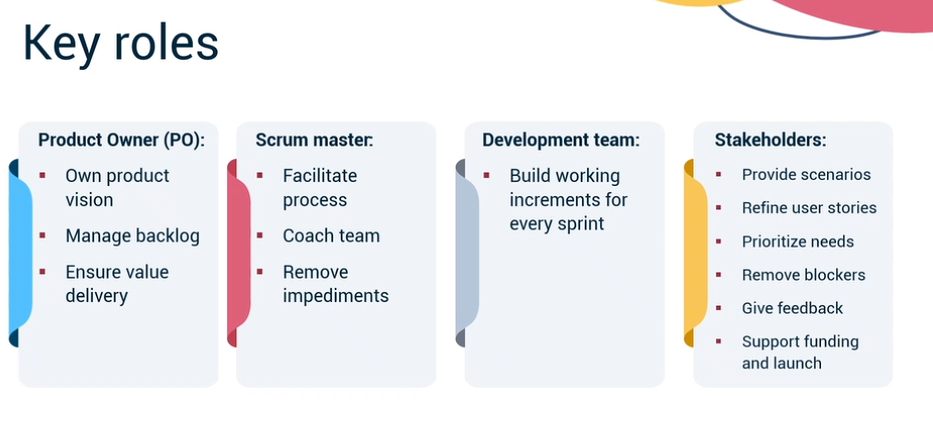 Key roles
Product Owner (PO):
Own product
vision
Manage backlog
Ensure value
delivery
Scrum master:
Facilitate
process
Coach team
Remove
impediments
Development team:
Build working
increments for
every sprint
Stakeholders:
Provide scenarios
Refine user stories
Prioritize needs
Remove blockers
Give feedback
Support funding
and launch